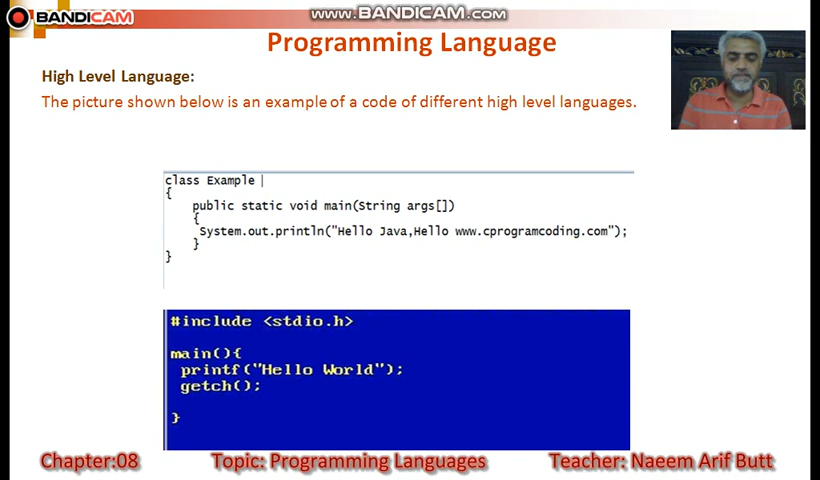 BANDICAM
www.BANDICAM.com
Programming Language
High Level Language:
The picture shown below is an example of a code of different high level languages.
class Example
{
public static void main(String args[])
{
System.out.println("Hello Java,Hello www.cprogramcoding.com");
}
}
#include <stdio.h>
main(){
printf("Hello World");
getch();
}
Chapter:08 Topic: Programming Languages Teacher: Naeem Arif Butt